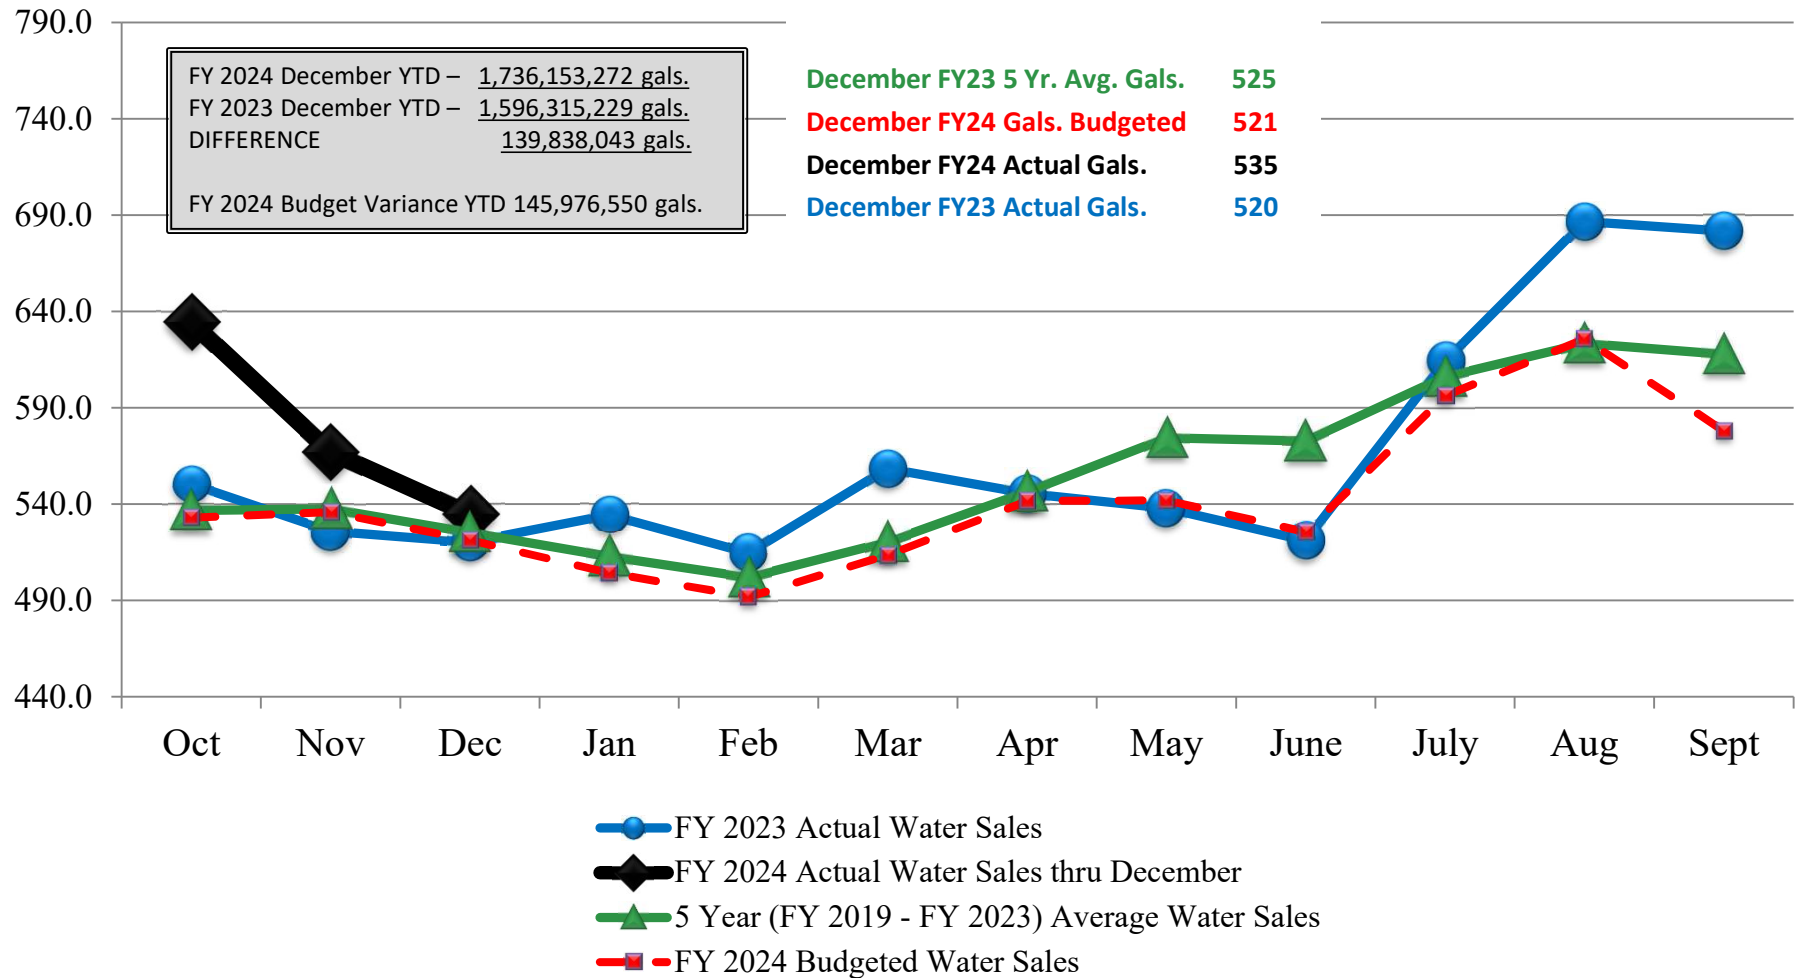 790.0
740.0
690.0
640.0
590.0
540.0
490.0
440.0
FY 2024 December YTD – 1,736,153,272 gals.
FY 2023 December YTD – 1,596,315,229 gals.
DIFFERENCE 139,838,043 gals.
FY 2024 Budget Variance YTD 145,976,550 gals.
December FY23 5 Yr. Avg. Gals. 525
December FY24 Gals. Budgeted 521
December FY24 Actual Gals. 535
December FY23 Actual Gals. 520
Oct Nov Dec Jan Feb Mar Apr May June July Aug Sept
FY 2023 Actual Water Sales
FY 2024 Actual Water Sales thru December
5 Year (FY 2019 - FY 2023) Average Water Sales
FY 2024 Budgeted Water Sales